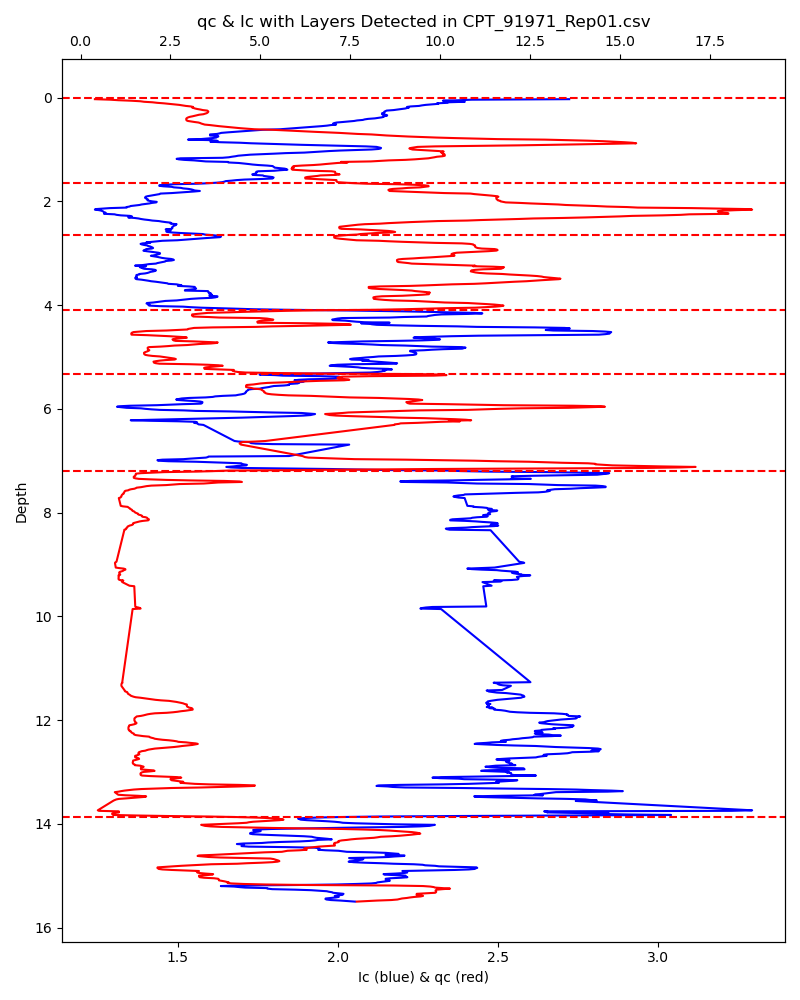 qc & Ic with Layers Detected in CPT_91971_Rep01.csv
0.0 2.5 5.0 7.5 10.0 12.5 15.0 17.5
0
2
4
6
8
10
12
14
16
Depth
1.5 2.0 2.5 3.0
Ic (blue) & qc (red)